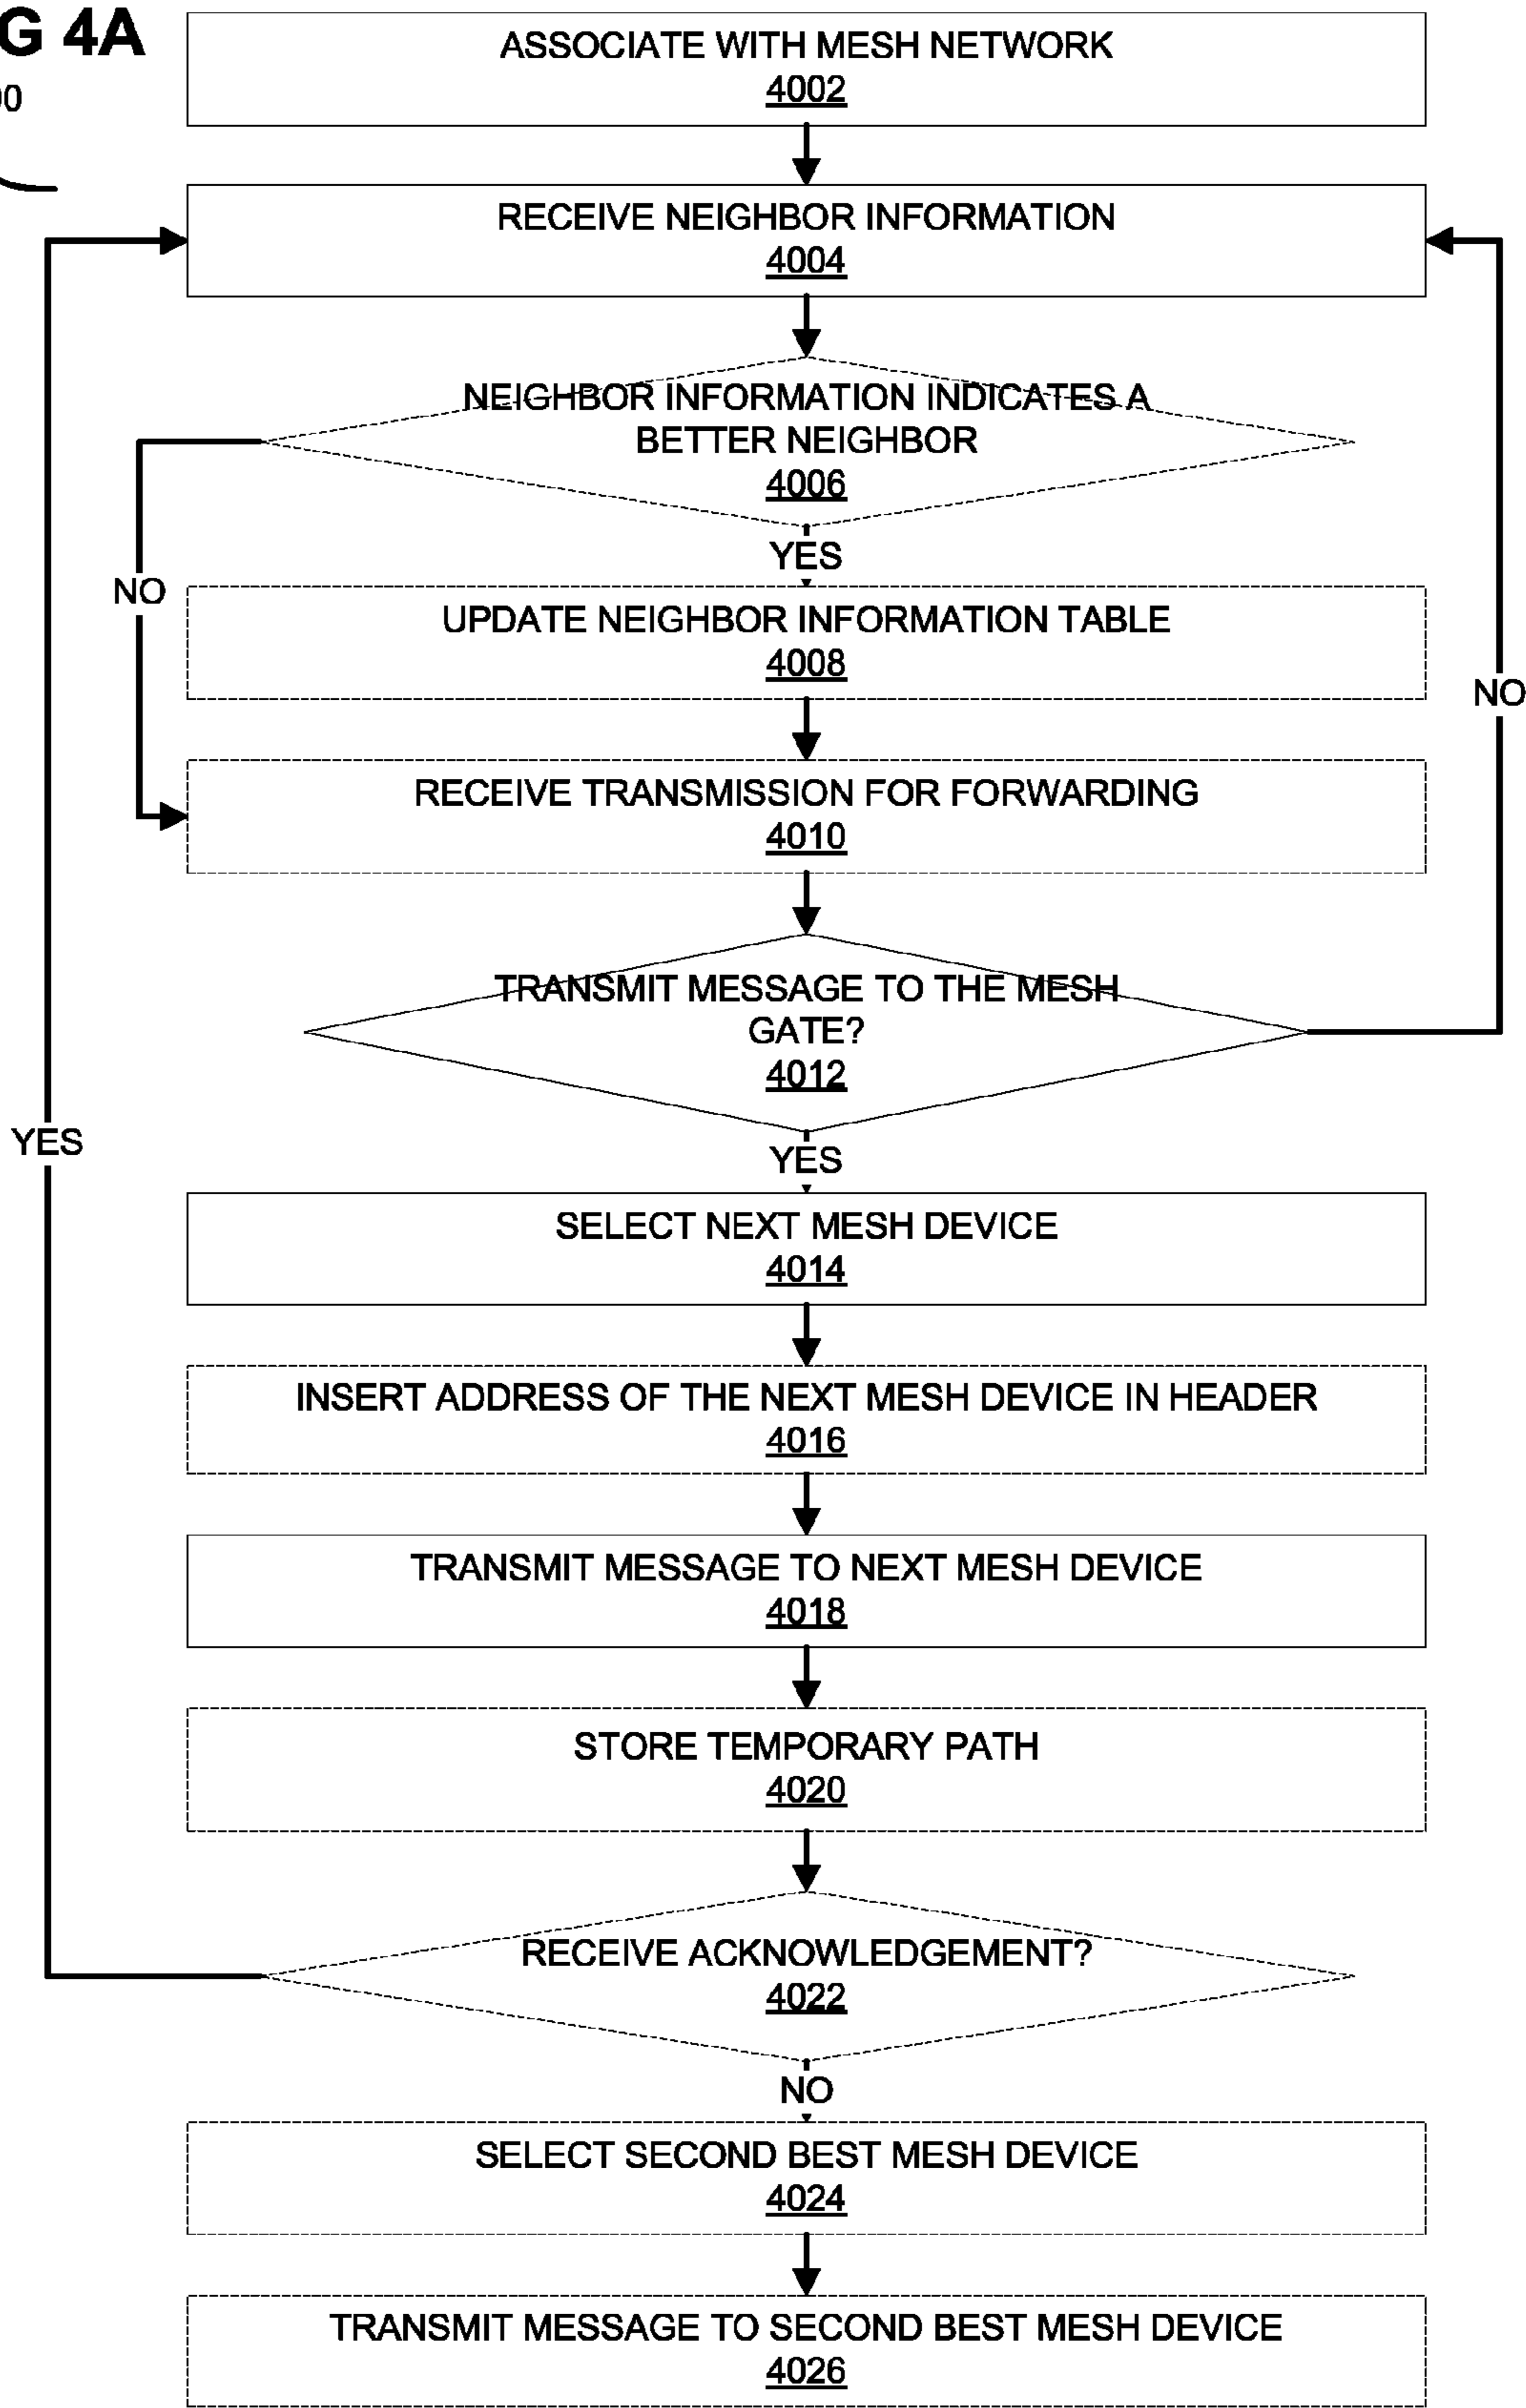 G 4A
ASSOCIATE WITH MESH NETWORK
4002
RECEIVE NEIGHBOR INFORMATION
4004
NEIGHBOR INFORMATION INDICATES A
BETTER NEIGHBOR
4006
YES
NO
UPDATE NEIGHBOR INFORMATION TABLE
4008
NO
RECEIVE TRANSMISSION FOR FORWARDING
4010
TRANSMIT MESSAGE TO THE MESH
GATE?
4012
YES
YES
SELECT NEXT MESH DEVICE
4014
INSERT ADDRESS OF THE NEXT MESH DEVICE IN HEADER
4016
TRANSMIT MESSAGE TO NEXT MESH DEVICE
4018
STORE TEMPORARY PATH
4020
RECEIVE ACKNOWLEDGEMENT?
4022
NO
SELECT SECOND BEST MESH DEVICE
4024
TRANSMIT MESSAGE TO SECOND BEST MESH DEVICE
4026